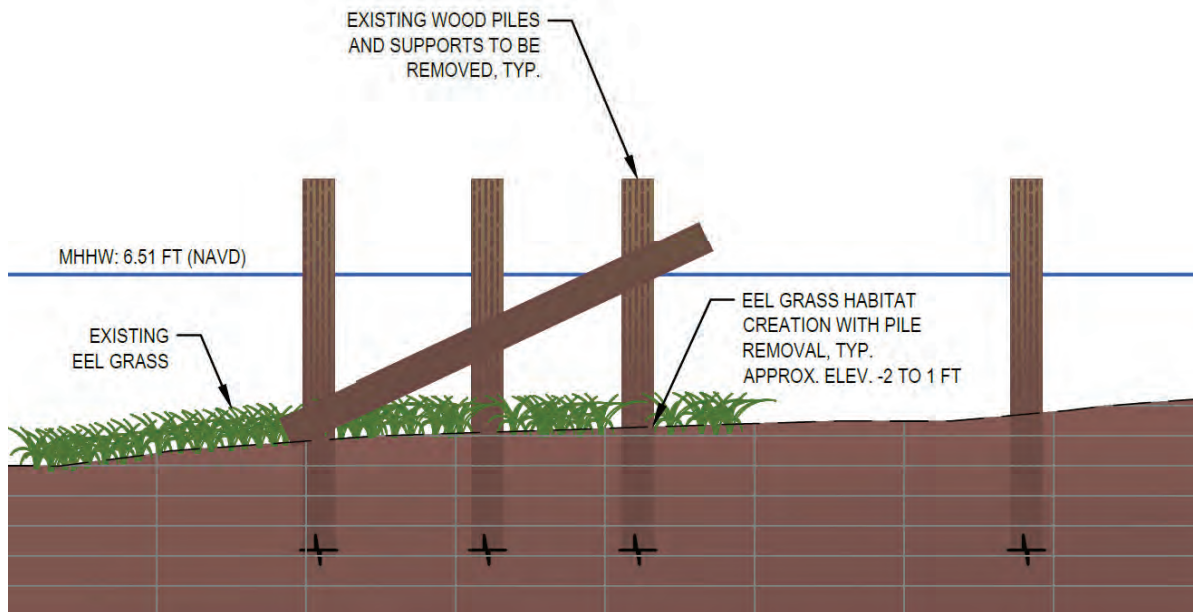 EXISTING WOOD PILES
AND SUPPORTS TO BE
REMOVED, TYP.
MHHW: 6.51 FT (NAVD)
EXISTING
EEL GRASS
EEL GRASS HABITAT
CREATION WITH PILE
REMOVAL, TYP.
APPROX. ELEV. -2 TO 1 FT